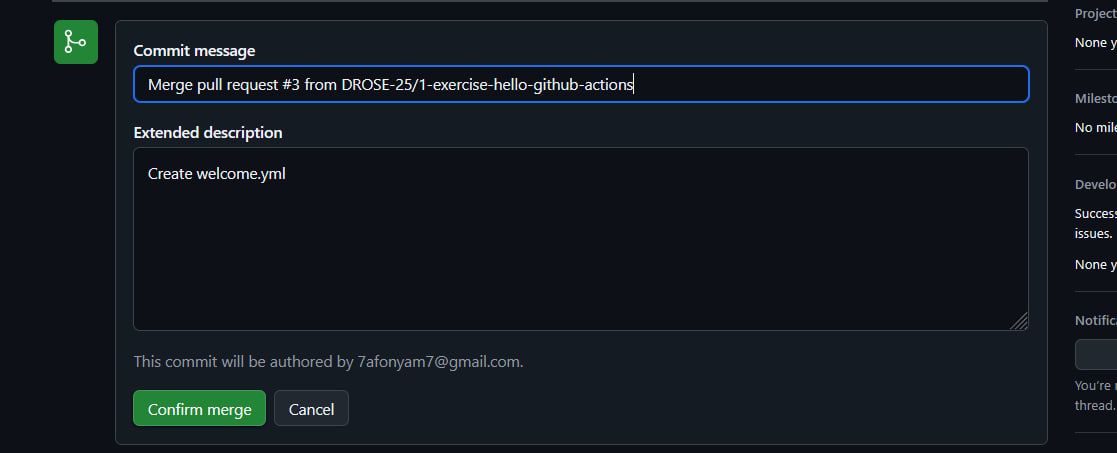 Commit message
Merge pull request #3 from DROSE-25/1-exercise-hello-github-actions
Extended description
Create welcome.yml
This commit will be authored by 7afonyam7@gmail.com.
Confirm merge
Cancel
Project
None y
Milesto
No mile
Develo
Success
issues.
None y
Notifica
You're
thread.